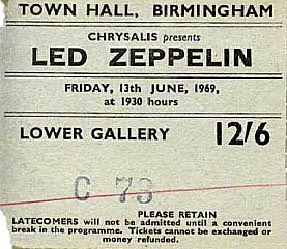 TOWN HALL, BIRMINGHAM
CHRYSALIS presents
LED ZEPPELIN
FRIDAY, 13th JUNE, 1969,
at 1930 hours
LOWER GALLERY 12/6
C 73
PLEASE RETAIN
LATECOMERS will not be admitted until a convenient
break in the programme. Tickets cannot be exchanged or
money refunded.